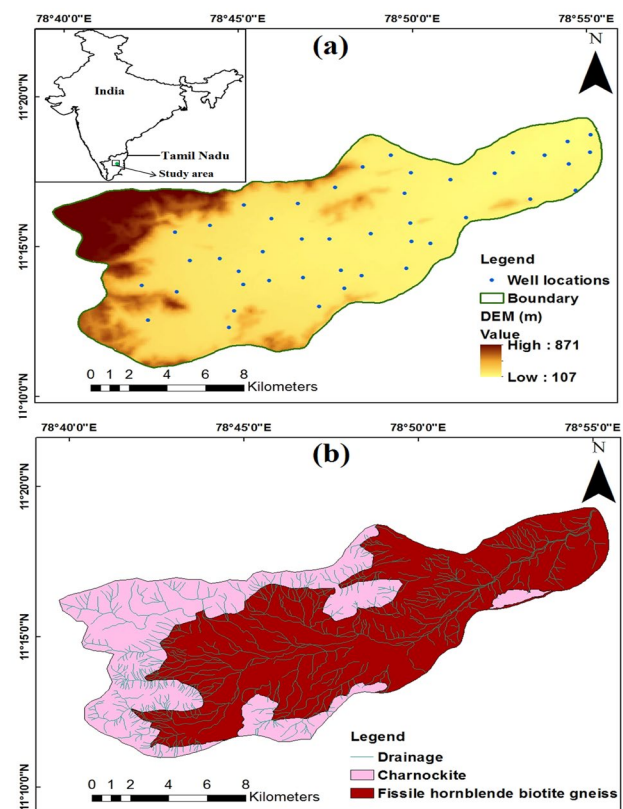 78°40'0"E 78°45'0"E 78°50'0"E 78°55'0"E
(a)
N
India
Tamil Nadu
Study area
11°20'0"N
11°15'0"N
11°10'0"N
Legend
Well locations
Boundary
DEM (m)
Value
High : 871
Low : 107
0 1 2 4 6 8
Kilometers
78°40'0"E 78°45'0"E 78°50'0"E 78°55'0"E
(b)
N
11°20'0"N
11°15'0"N
11°10'0"N
Legend
Drainage
Charnockite
Fissile hornblende biotite gneiss
0 1 2 4 6 8
Kilometers